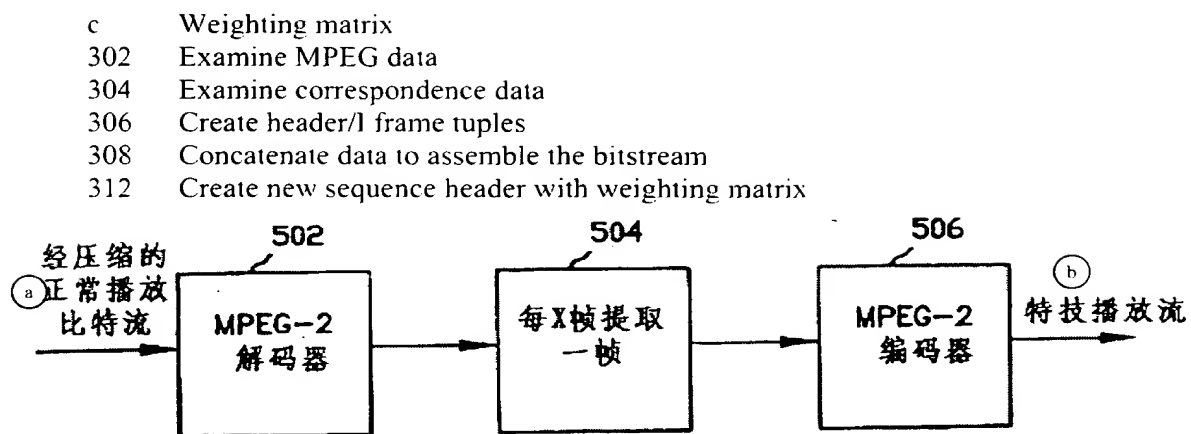 c Weighting matrix
302 Examine MPEG data
304 Examine correspondence data
306 Create header/I frame tuples
308 Concatenate data to assemble the bitstream
312 Create new sequence header with weighting matrix
502
504
506
经压缩的
a 正常播放
比特流
MPEG-2
解码器
每X帧提取
一帧
MPEG-2
编码器
b
特技播放流